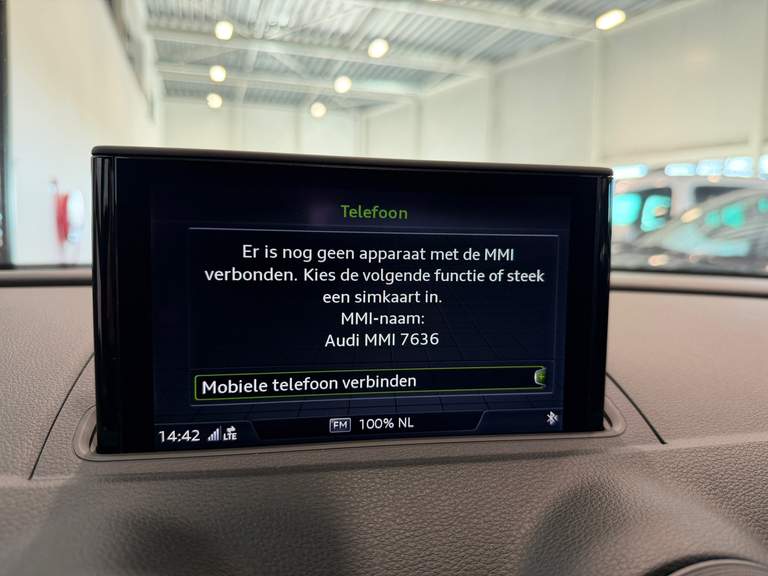 Telefoon
Er is nog geen apparaat met de MMI
verbonden. Kies de volgende functie of steek
een simkaart in.
MMI-naam:
Audi MMI 7636
Mobiele telefoon verbinden
14:42 LTE FM 100% NL